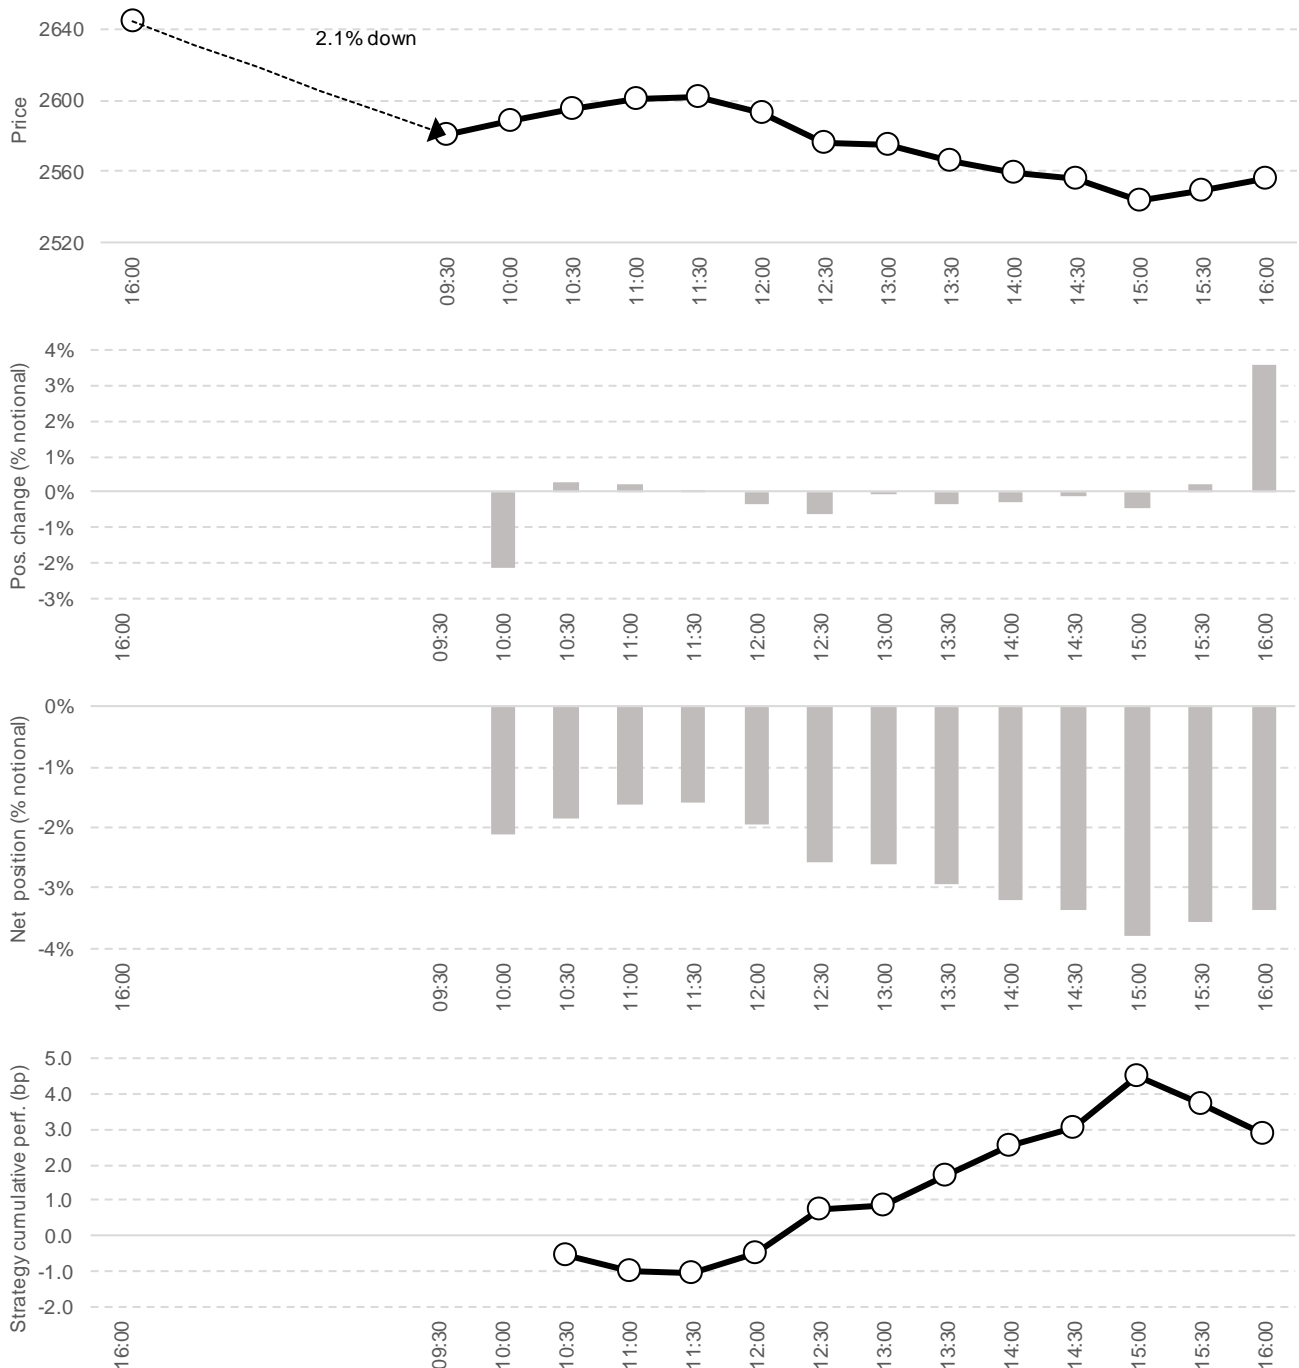 2640
2.1% down
2600
2560
2520
Price
16:00 09:30 10:00 10:30 11:00 11:30 12:00 12:30 13:00 13:30 14:00 14:30 15:00 15:30 16:00
4%
3%
2%
1%
0%
-1%
-2%
-3%
Pos. change (% notional)
16:00 09:30 10:00 10:30 11:00 11:30 12:00 12:30 13:00 13:30 14:00 14:30 15:00 15:30 16:00
0%
-1%
-2%
-3%
-4%
Net position (% notional)
16:00 09:30 10:00 10:30 11:00 11:30 12:00 12:30 13:00 13:30 14:00 14:30 15:00 15:30 16:00
5.0
4.0
3.0
2.0
1.0
0.0
-1.0
-2.0
Strategy cumulative perf. (bp)
16:00 09:30 10:00 10:30 11:00 11:30 12:00 12:30 13:00 13:30 14:00 14:30 15:00 15:30 16:00